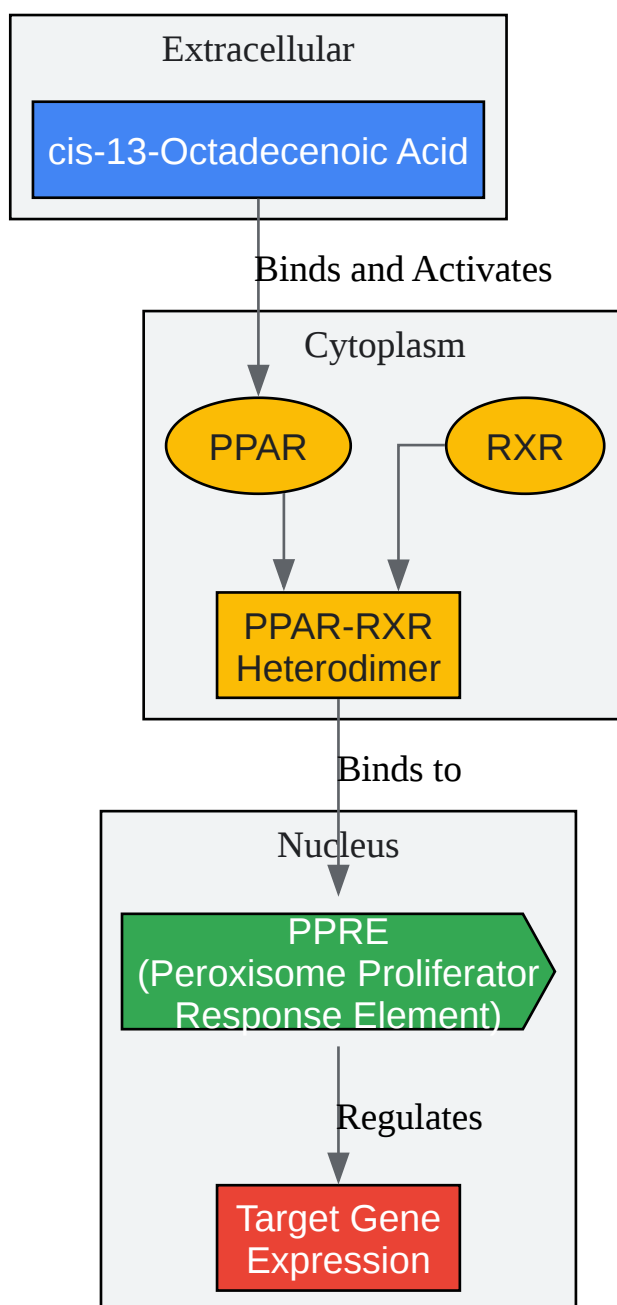 Extracellular
cis-13-Octadecenoic Acid
Binds and Activates
Cytoplasm
PPAR
RXR
PPAR-RXR
Heterodimer
Binds to
Nucleus
PPRE
(Peroxisome Proliferator
Response Element)
Regulates
Target Gene
Expression